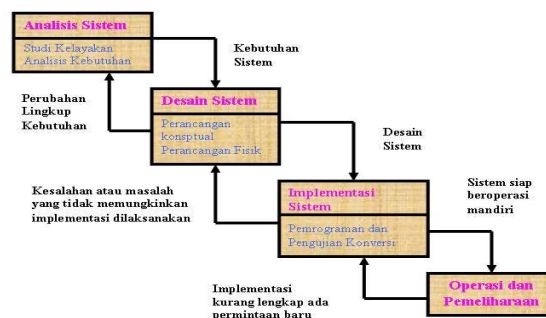 Analisis Sistem
Studi Kelayakan
Analisis Kebutuhan
Kebutuhan
Sistem
Perubahan
Lingkup
Kebutuhan
Desain Sistem
Perancangan
konsptual
Perancangan Fisik
Desain
Sistem
Kesalahan atau masalah
yang tidak memungkinkan
implementasi dilaksanakan
Implementasi
Sistem
Pemrograman dan
Pengujian Konversi
Sistem siap
beroperasi
mandiri
Implementasi
kurang lengkap ada
permintaan baru
Operasi dan
Pemeliharaan